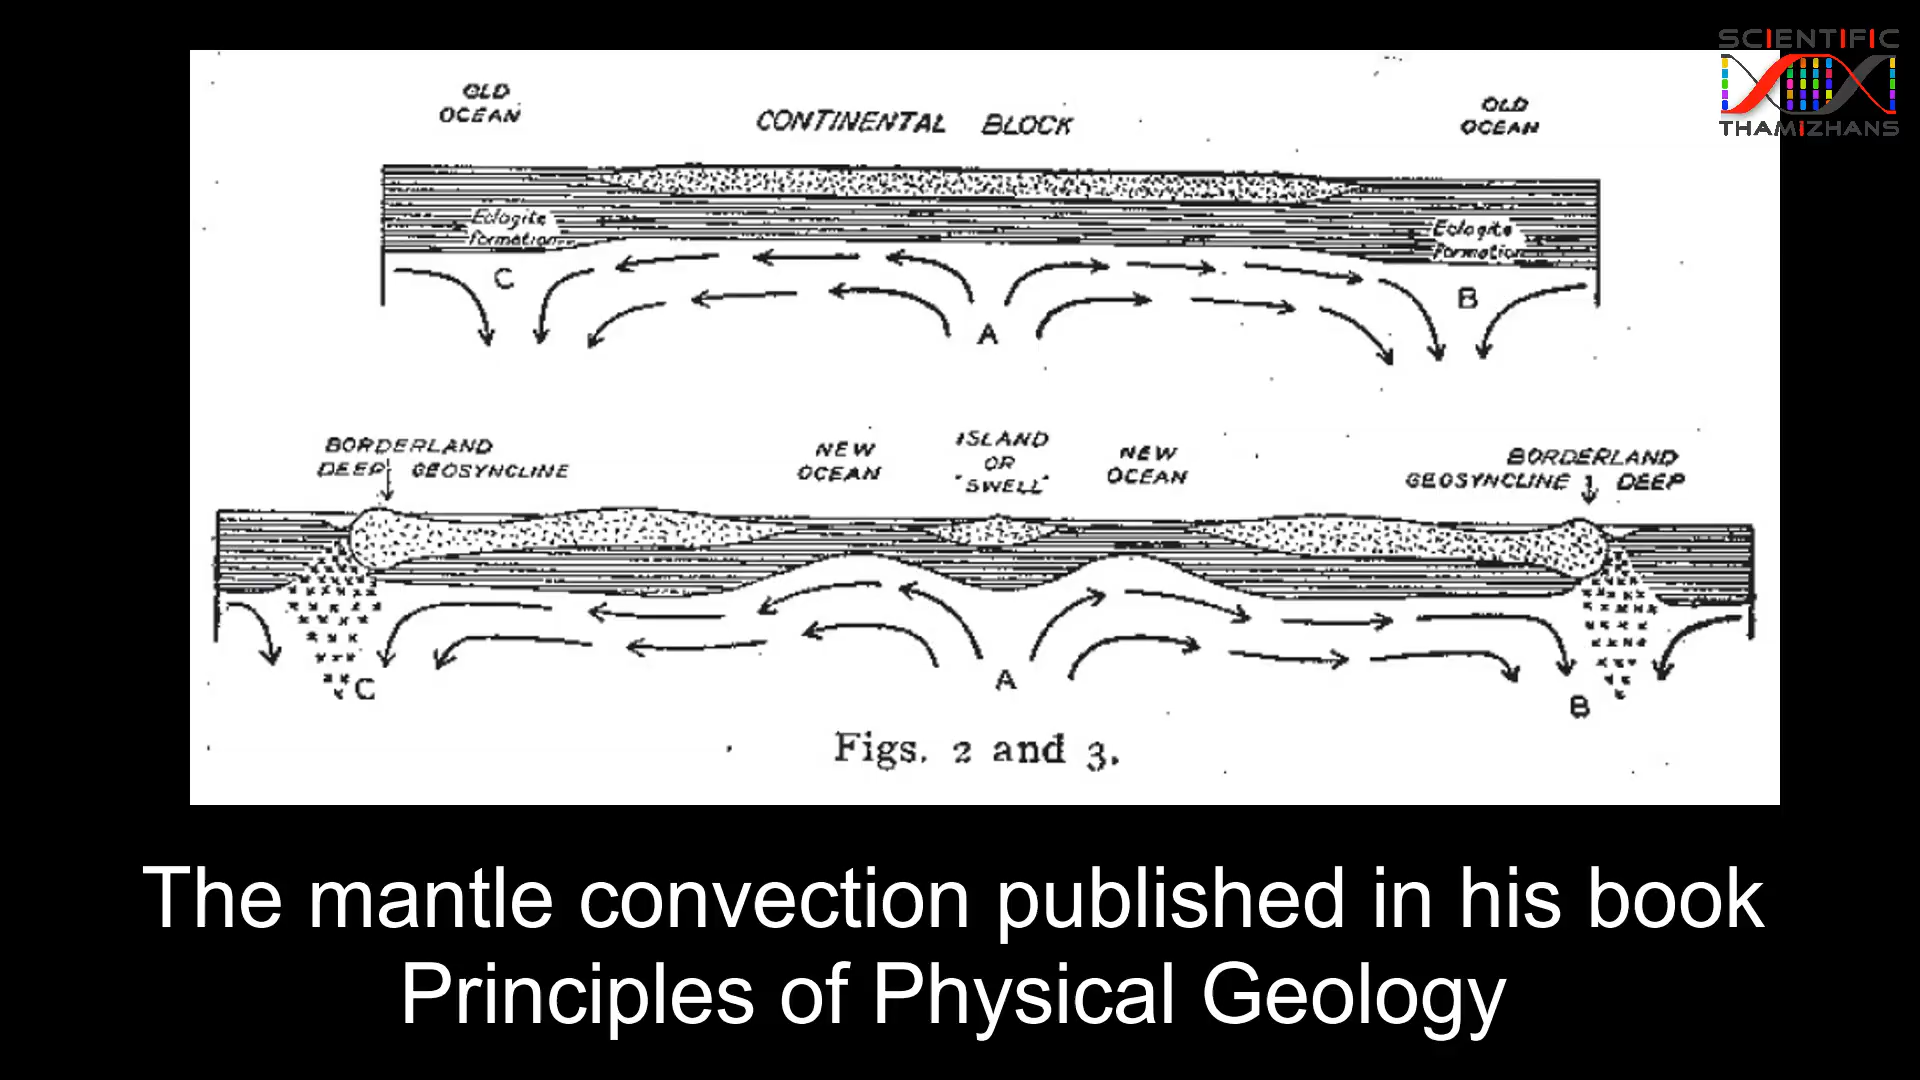 SCIENTIFIC
THAMiZHANS
OLD
OCEAN
CONTINENTAL BLOCK
OLD
OCEAN
Eclogite
formation
Eclogite
formation
C
A
B
BORDERLAND
DEEP GEOSYNCLINE
NEW
OCEAN
ISLAND
OR
"SWELL"
NEW
OCEAN
BORDERLAND
GEOSYNCLINE DEEP
C
A
B
Figs. 2 and 3.
The mantle convection published in his book
Principles of Physical Geology